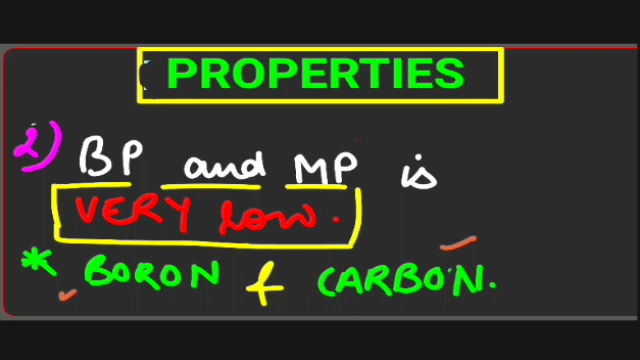 PROPERTIES
2) BP and MP is
VERY low.
* BORON & CARBON.